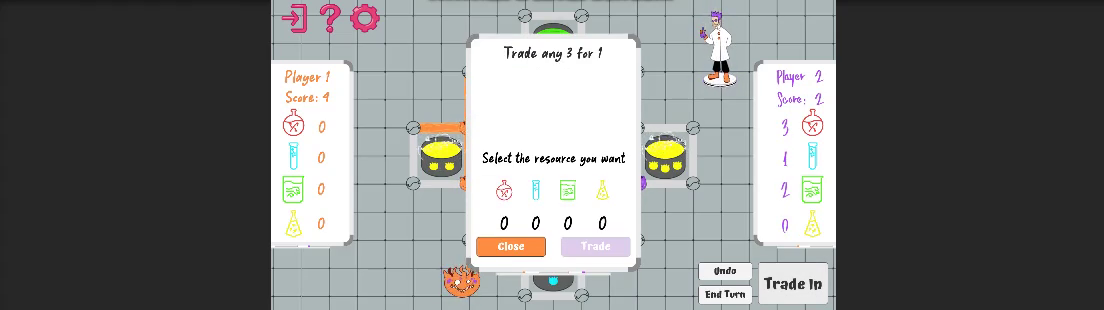 Trade any 3 for 1
Player 1
Score: 4
0
0
0
0
Select the resource you want
0 0 0 0
Close Trade
Player 2
Score: 2
3
1
2
0
Undo
End Turn
Trade In